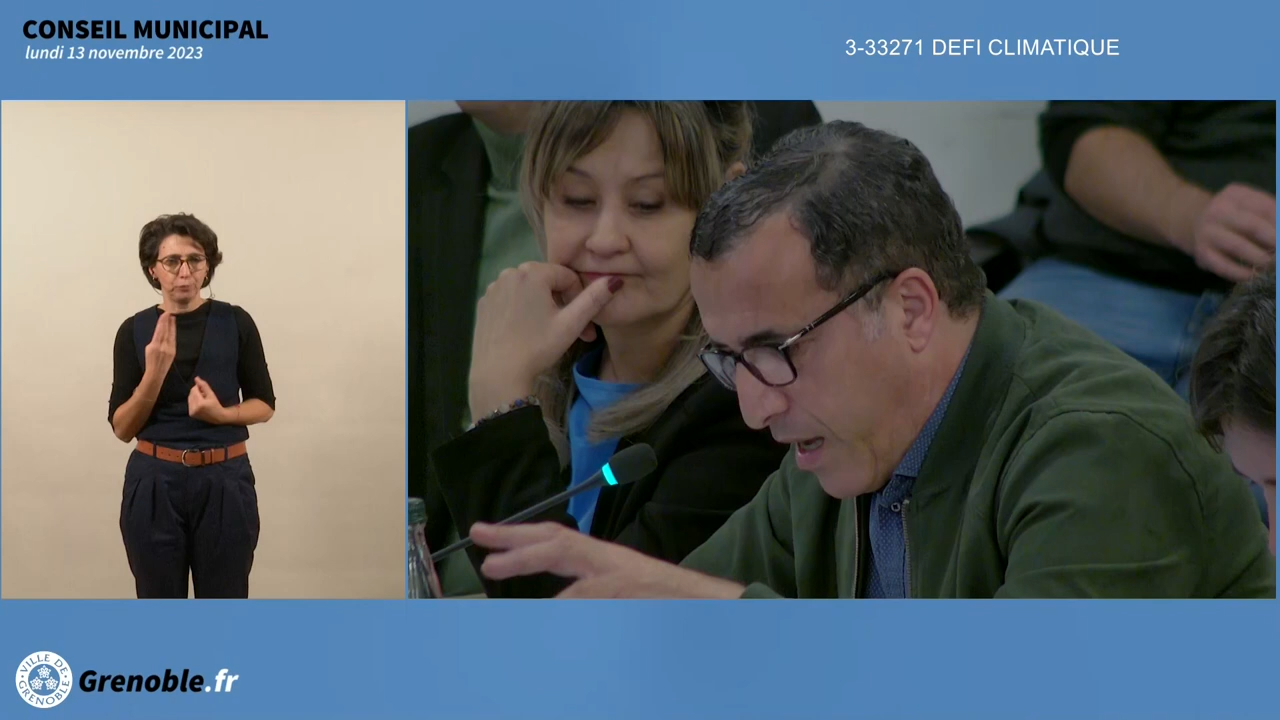 CONSEIL MUNICIPAL
lundi 13 novembre 2023
3-33271 DEFI CLIMATIQUE
VILLE DE
GRENOBLE
Grenoble.fr